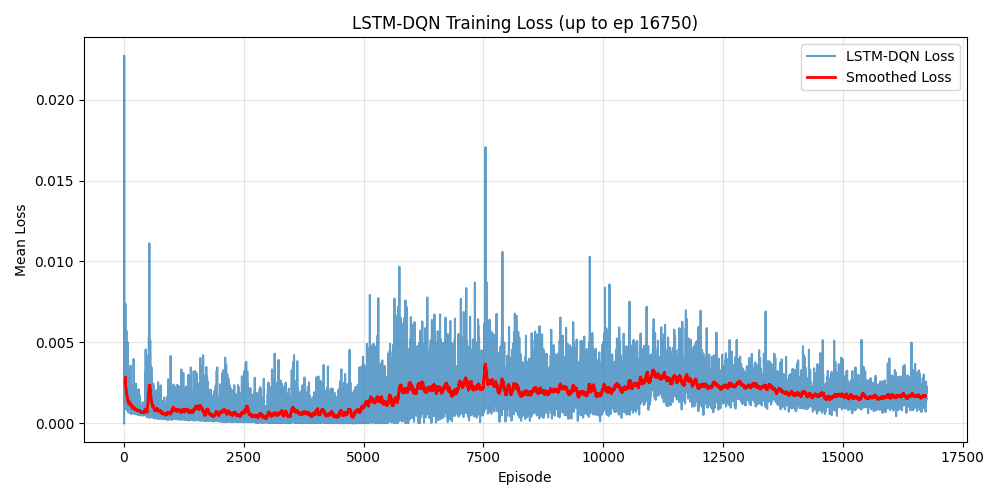 LSTM-DQN Training Loss (up to ep 16750)
LSTM-DQN Loss
Smoothed Loss
Mean Loss
0.020
0.015
0.010
0.005
0.000
0
2500
5000
7500
10000
12500
15000
17500
Episode